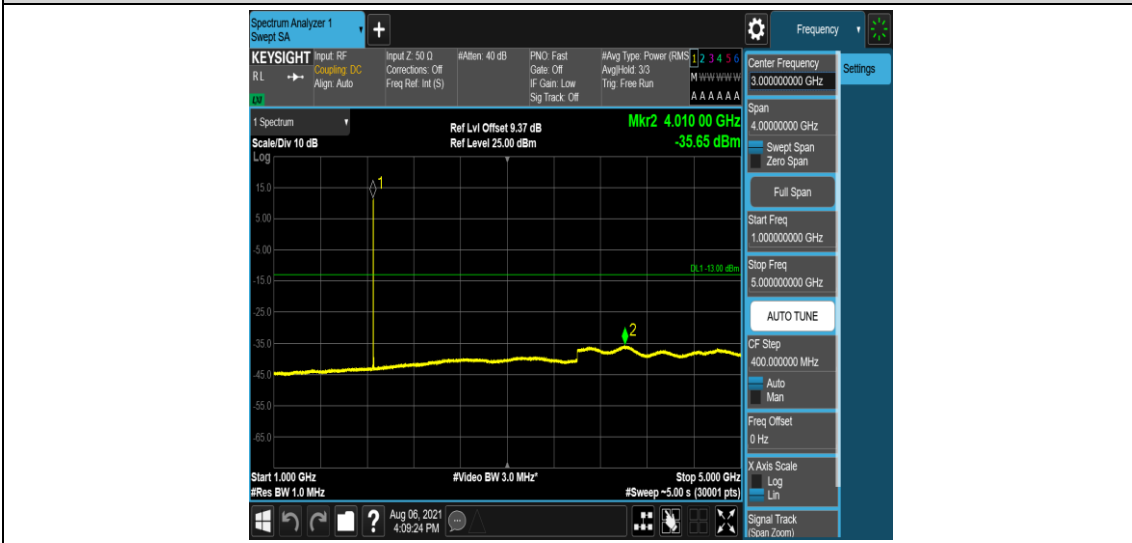 Spectrum Analyzer 1
Swept SA
+
Frequency
KEYSIGHT
RL
LXI
Input: RF
Coupling: DC
Align: Auto
Input Z: 50 Ω
Corrections: Off
Freq Ref: Int (S)
#Atten: 40 dB
PNO: Fast
Gate: Off
IF Gain: Low
Sig Track: Off
#Avg Type: Power (RMS
Avg|Hold: 3/3
Trig: Free Run
1 2 3 4 5 6
M W W W W W
A A A A A A
1 Spectrum
Scale/Div 10 dB
Log
Ref Lvl Offset 9.37 dB
Ref Level 25.00 dBm
Mkr2 4.010 00 GHz
-35.65 dBm
15.0
5.00
-5.00
-15.0
-25.0
-35.0
-45.0
-55.0
-65.0
1
DL1 -13.00 dBm
2
Start 1.000 GHz
#Res BW 1.0 MHz
#Video BW 3.0 MHz*
Stop 5.000 GHz
#Sweep ~5.00 s (30001 pts)
?
Aug 06, 2021
4:09:24 PM
Center Frequency
3.000000000 GHz
Settings
Span
4.00000000 GHz
Swept Span
Zero Span
Full Span
Start Freq
1.000000000 GHz
Stop Freq
5.000000000 GHz
AUTO TUNE
CF Step
400.000000 MHz
Auto
Man
Freq Offset
0 Hz
X Axis Scale
Log
Lin
Signal Track
(Span Zoom)